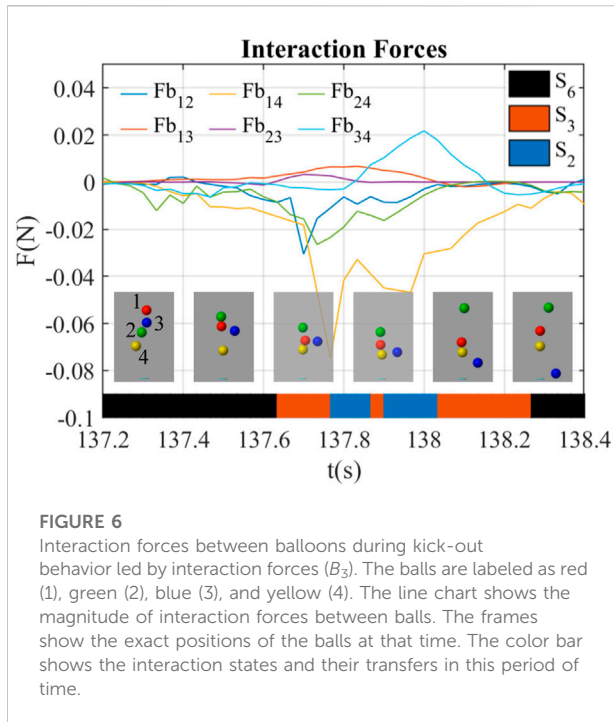 Interaction Forces
0.04
0.02
0
-0.02
-0.04
-0.06
-0.08
-0.1
F(N)
Fb12 Fb14 Fb24
Fb13 Fb23 Fb34
S6
S3
S2
1
2 3
4
137.2 137.4 137.6 137.8 138 138.2 138.4
t(s)
FIGURE 6
Interaction forces between balloons during kick-out
behavior led by interaction forces (B3). The balls are labeled as red
(1), green (2), blue (3), and yellow (4). The line chart shows the
magnitude of interaction forces between balls. The frames
show the exact positions of the balls at that time. The color bar
shows the interaction states and their transfers in this period of
time.